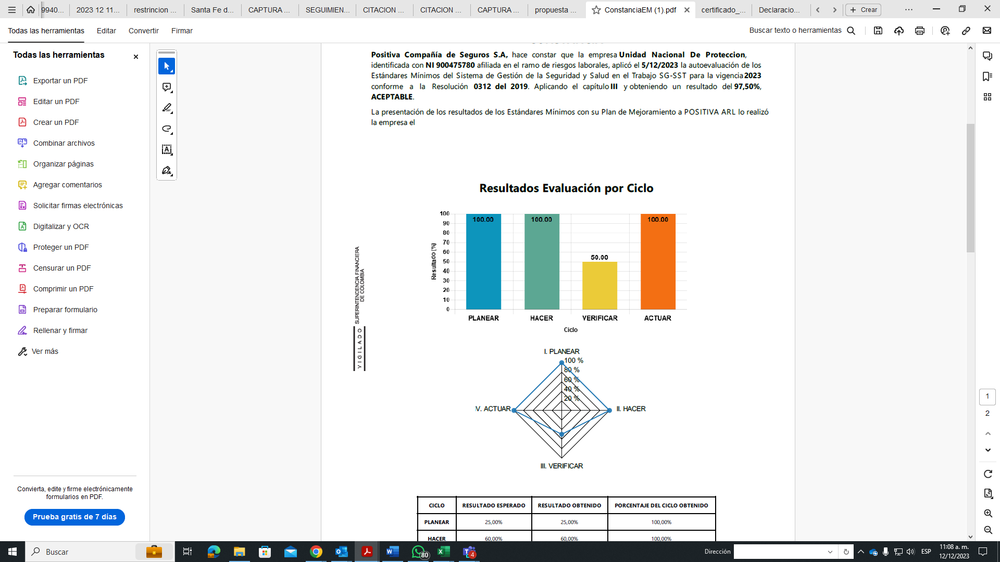 9940...
2023 12 11...
restrincion ...
Santa Fe d...
CAPTURA ...
SEGUIMIEN...
CITACION ...
CITACION ...
CAPTURA ...
propuesta ...
ConstanciaEM (1).pdf
certificado_...
Declaracio...
Crear
Todas las herramientas
Editar
Convertir
Firmar
Buscar texto o herramientas
Todas las herramientas
Exportar un PDF
Editar un PDF
Crear un PDF
Combinar archivos
Organizar páginas
Agregar comentarios
Solicitar firmas electrónicas
Digitalizar y OCR
Proteger un PDF
Censurar un PDF
Comprimir un PDF
Preparar formulario
Rellenar y firmar
Ver más
Convierta, edite y firme electrónicamente
formularios en PDF.
Prueba gratis de 7 días
Positiva Compañía de Seguros S.A, hace constar que la empresa Unidad Nacional De Proteccion,
identificada con NI 900475780 afiliada en el ramo de riesgos laborales, aplicó el 5/12/2023 la autoevaluación de los
Estándares Mínimos del Sistema de Gestión de la Seguridad y Salud en el Trabajo SG-SST para la vigencia 2023
conforme a la Resolución 0312 del 2019. Aplicando el capítulo III y obteniendo un resultado del 97,50%,
ACEPTABLE.
La presentación de los resultados de los Estándares Mínimos con su Plan de Mejoramiento a POSITIVA ARL lo realizó
la empresa el
VIGILADO SUPERINTENDENCIA FINANCIERA
DE COLOMBIA
Resultados Evaluación por Ciclo
Resultado (%)
100
90
80
70
60
50
40
30
20
10
0
100.00
100.00
50.00
100.00
PLANEAR
HACER
VERIFICAR
ACTUAR
Ciclo
I. PLANEAR
100 %
80 %
60 %
40 %
20 %
IV. ACTUAR
II. HACER
III. VERIFICAR
CICLO RESULTADO ESPERADO RESULTADO OBTENIDO PORCENTAJE DEL CICLO OBTENIDO
PLANEAR 25,00% 25,00% 100,00%
HACER 60,00% 60,00% 100,00%
1
2
Buscar
80
4
Dirección
ESP
11:08 a. m.
12/12/2023